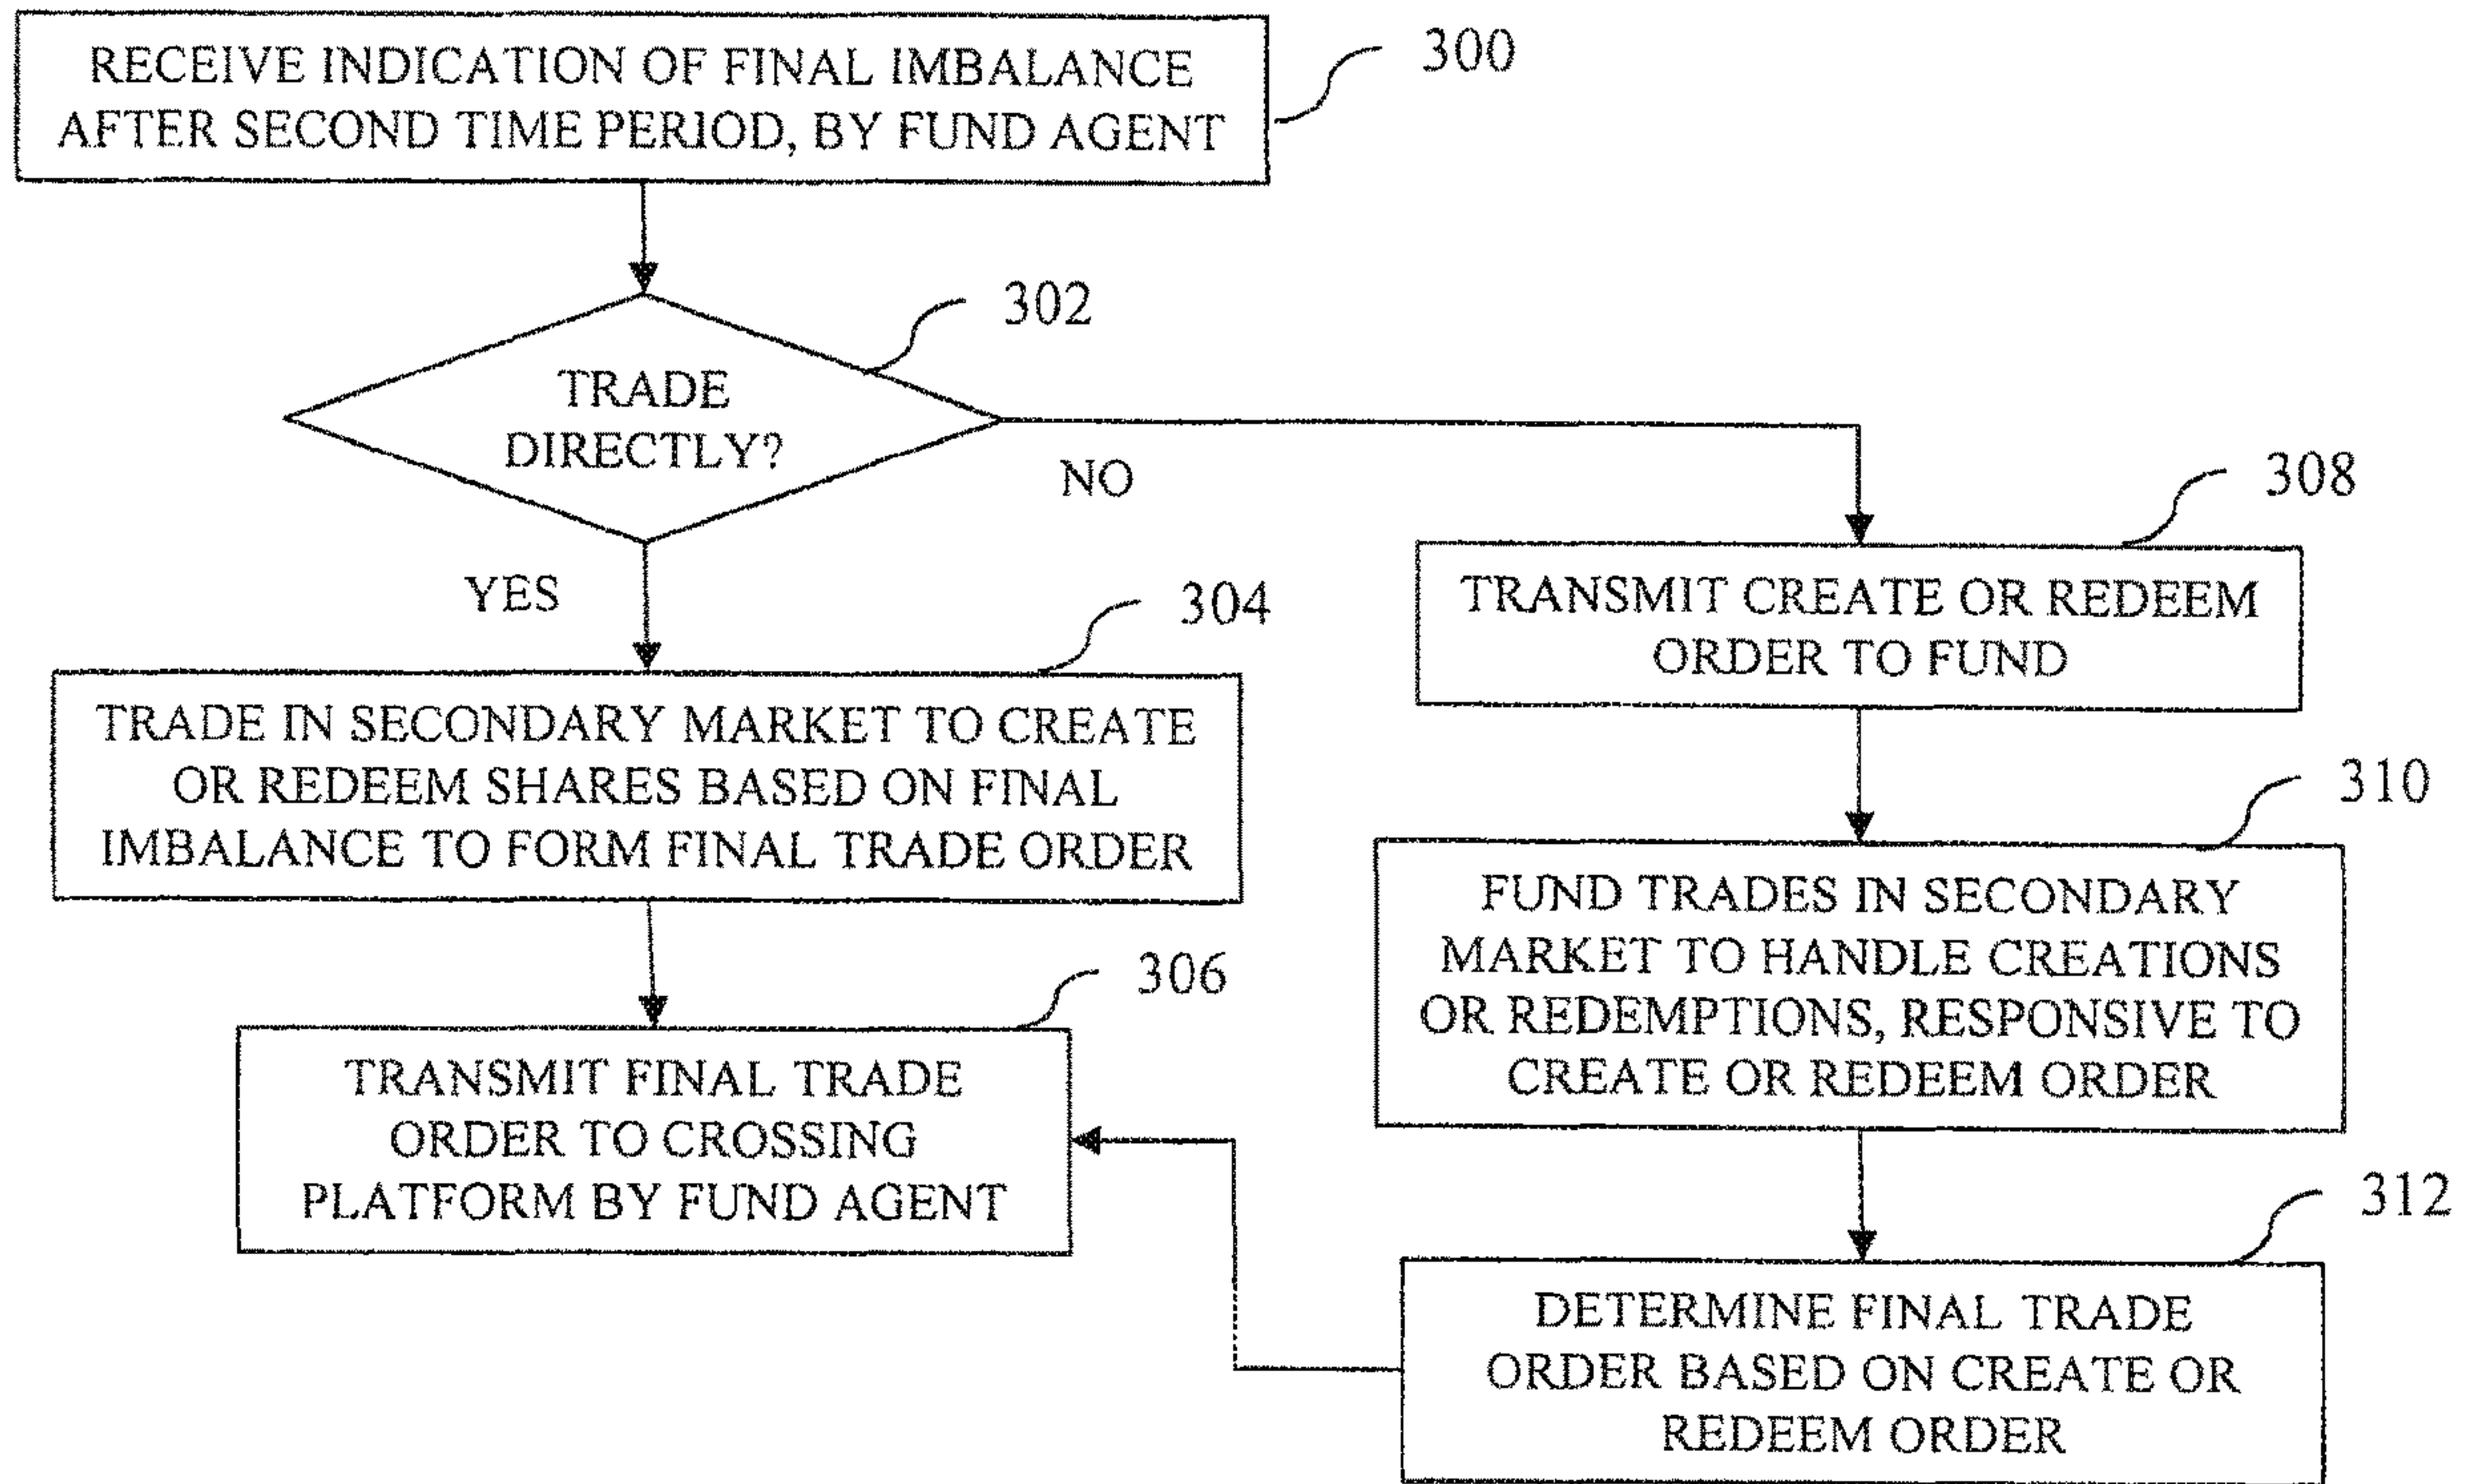 RECEIVE INDICATION OF FINAL IMBALANCE
AFTER SECOND TIME PERIOD, BY FUND AGENT
300
302
TRADE
DIRECTLY?
NO
YES
304
TRADE IN SECONDARY MARKET TO CREATE
OR REDEEM SHARES BASED ON FINAL
IMBALANCE TO FORM FINAL TRADE ORDER
306
TRANSMIT FINAL TRADE
ORDER TO CROSSING
PLATFORM BY FUND AGENT
308
TRANSMIT CREATE OR REDEEM
ORDER TO FUND
310
FUND TRADES IN SECONDARY
MARKET TO HANDLE CREATIONS
OR REDEMPTIONS, RESPONSIVE TO
CREATE OR REDEEM ORDER
312
DETERMINE FINAL TRADE
ORDER BASED ON CREATE OR
REDEEM ORDER